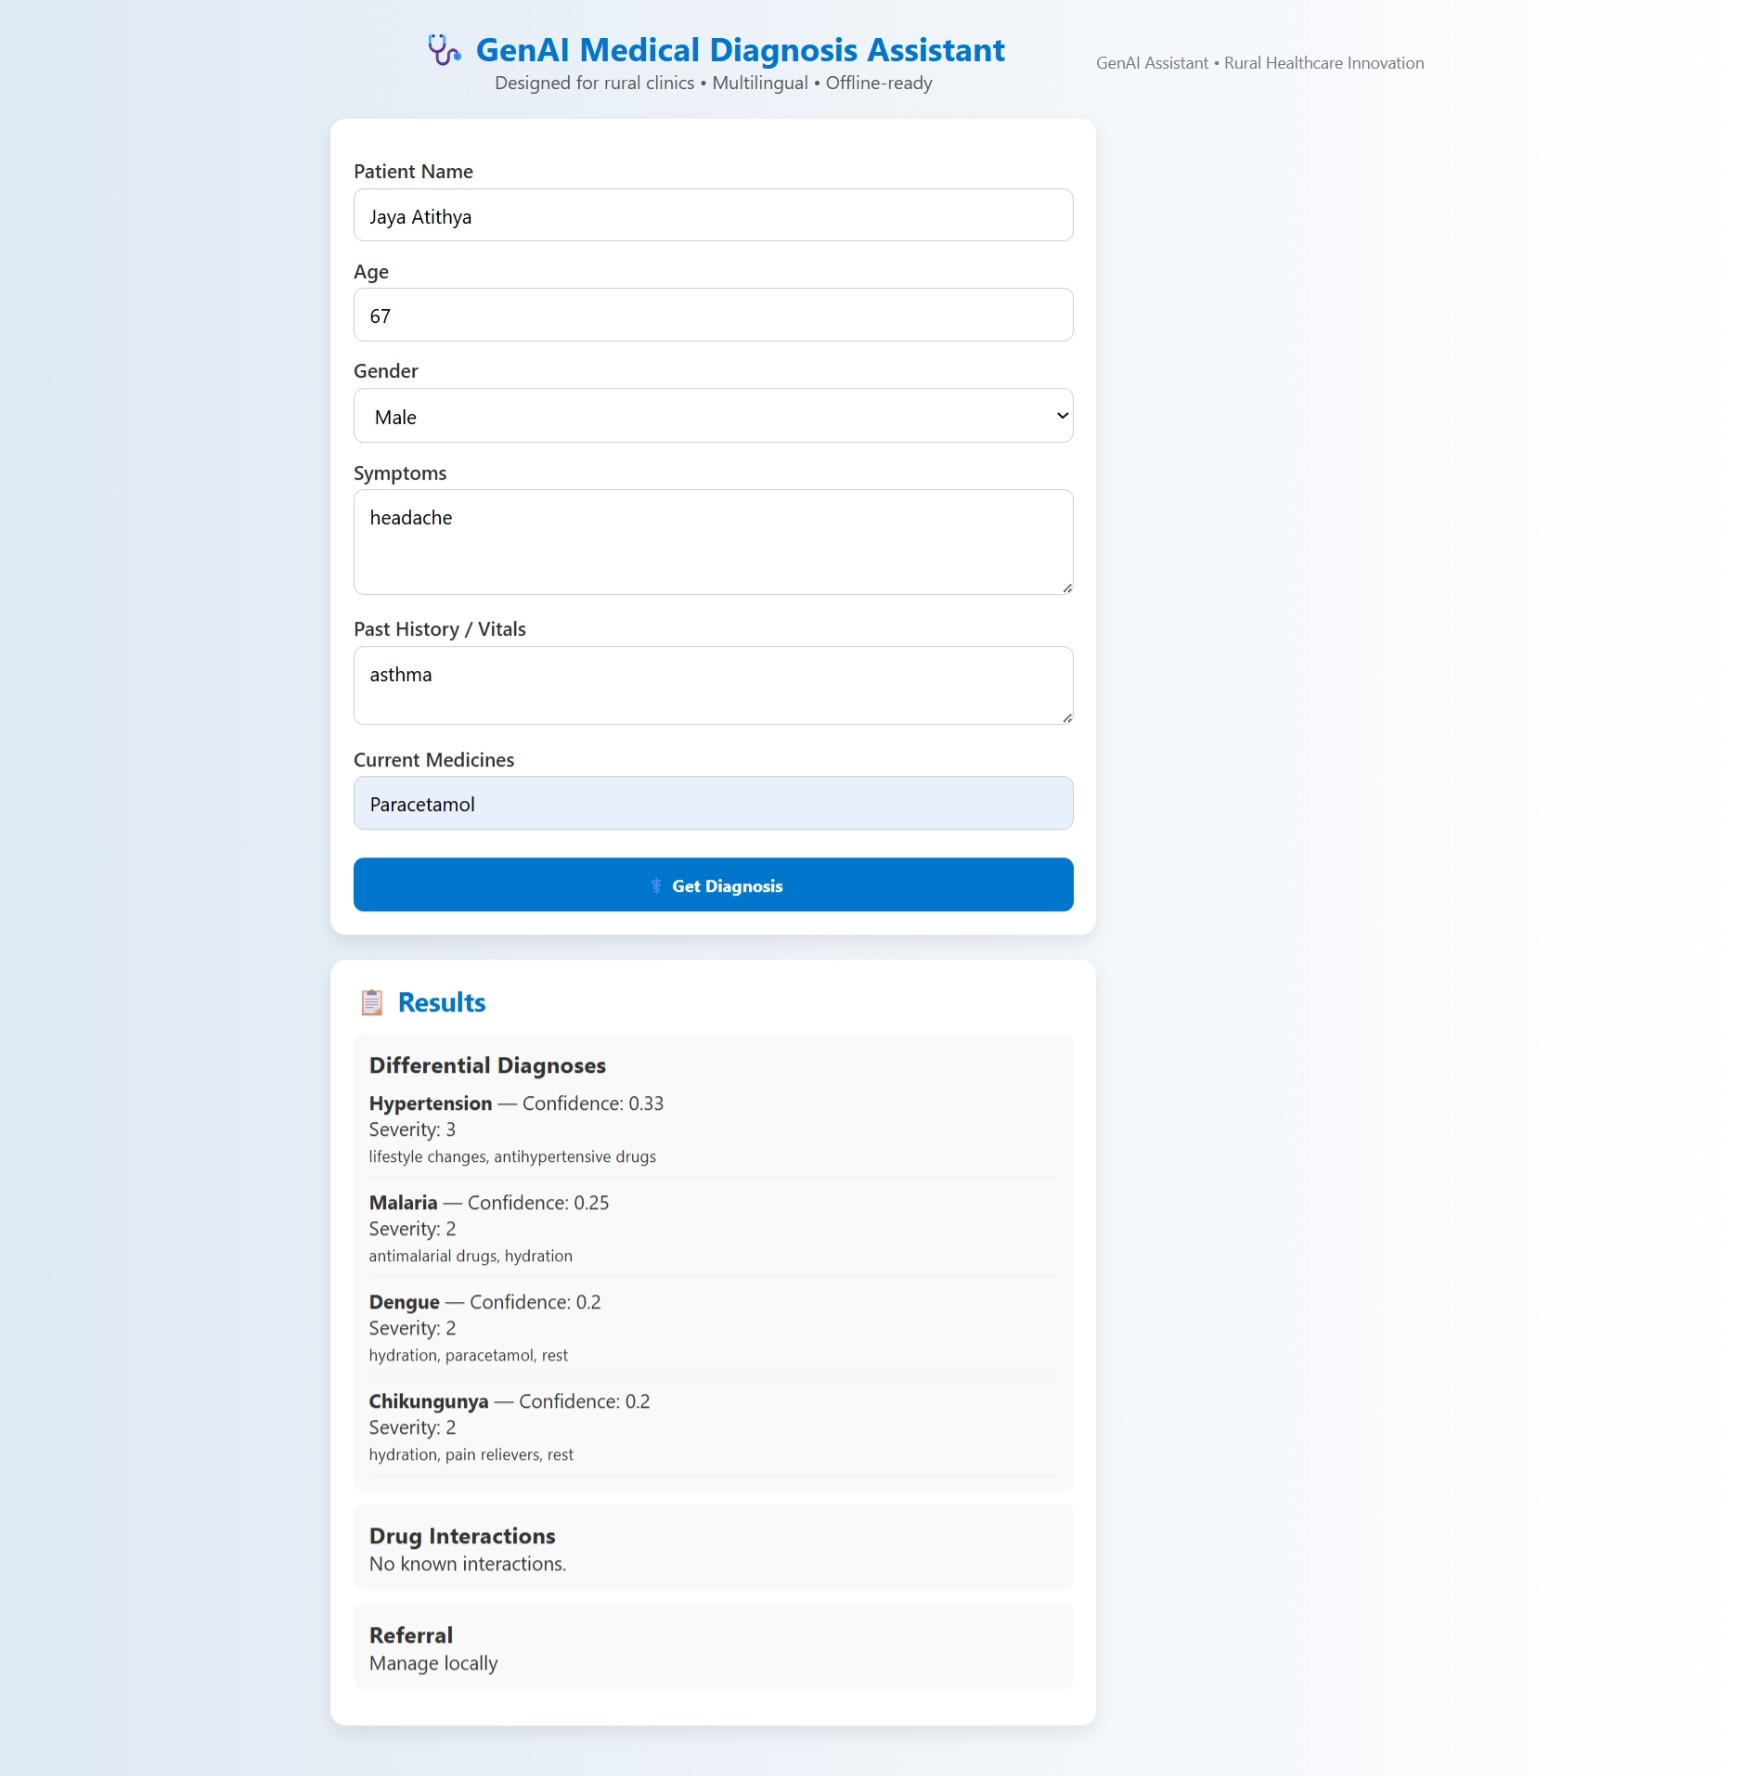 GenAI Medical Diagnosis Assistant
Designed for rural clinics • Multilingual • Offline-ready
GenAI Assistant • Rural Healthcare Innovation
Patient Name
Jaya Atithya
Age
67
Gender
Male
Symptoms
headache
Past History / Vitals
asthma
Current Medicines
Paracetamol
Get Diagnosis
Results
Differential Diagnoses
Hypertension — Confidence: 0.33
Severity: 3
lifestyle changes, antihypertensive drugs
Malaria — Confidence: 0.25
Severity: 2
antimalarial drugs, hydration
Dengue — Confidence: 0.2
Severity: 2
hydration, paracetamol, rest
Chikungunya — Confidence: 0.2
Severity: 2
hydration, pain relievers, rest
Drug Interactions
No known interactions.
Referral
Manage locally